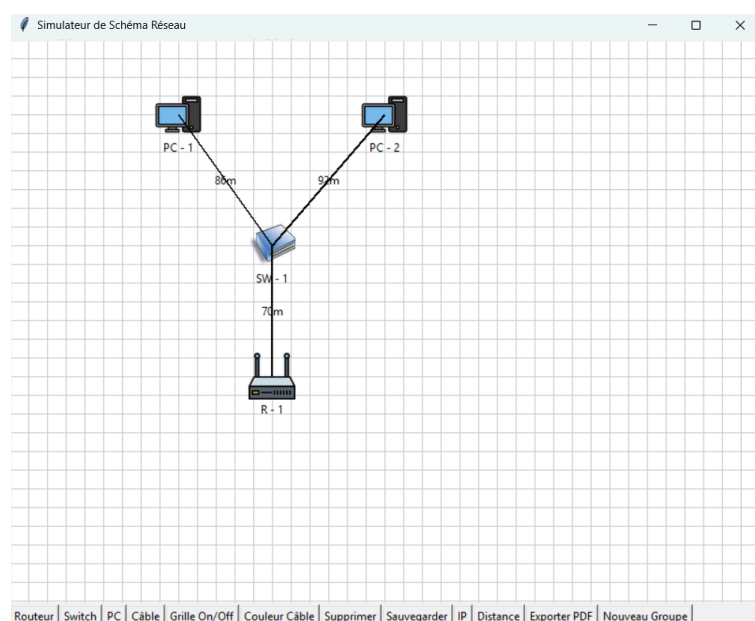 Simulateur de Schéma Réseau
PC - 1
PC - 2
86m
92m
SW - 1
70m
R - 1
Routeur Switch PC Câble Grille On/Off Couleur Câble Supprimer Sauvegarder IP Distance Exporter PDF Nouveau Groupe